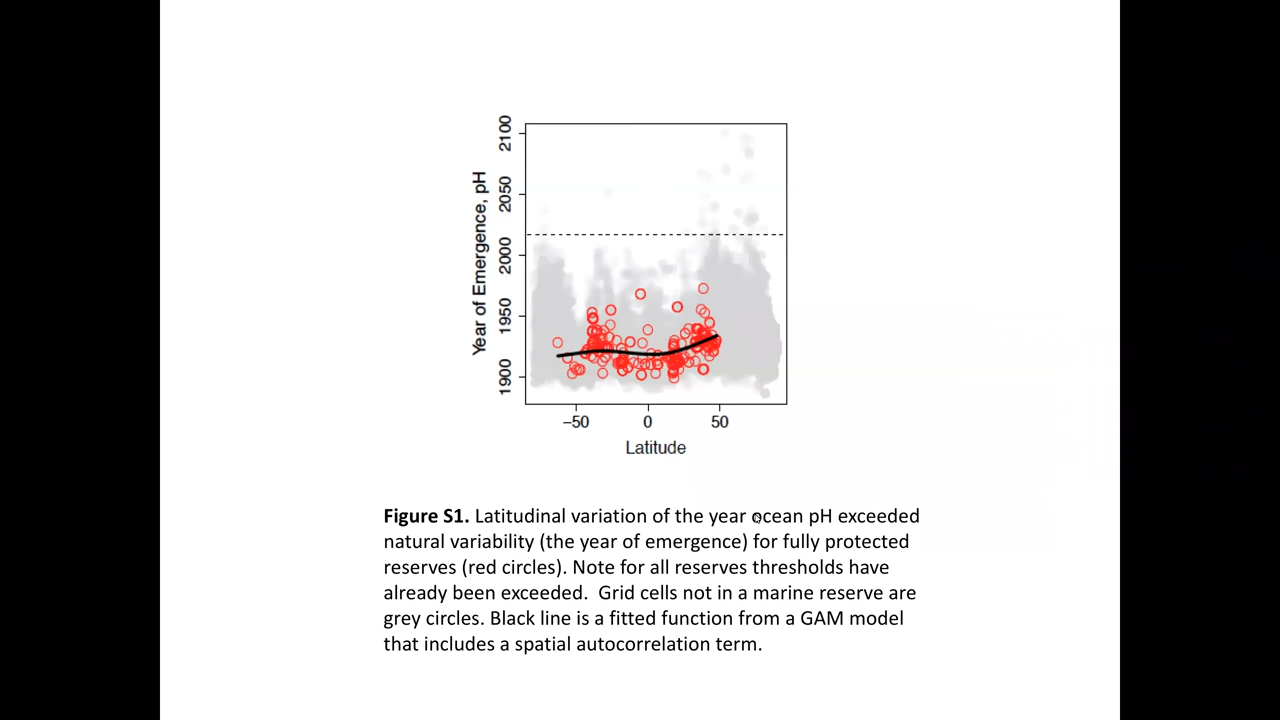 2100
2050
2000
1950
1900
Year of Emergence, pH
−50 0 50
Latitude
Figure S1. Latitudinal variation of the year ocean pH exceeded
natural variability (the year of emergence) for fully protected
reserves (red circles). Note for all reserves thresholds have
already been exceeded.  Grid cells not in a marine reserve are
grey circles. Black line is a fitted function from a GAM model
that includes a spatial autocorrelation term.